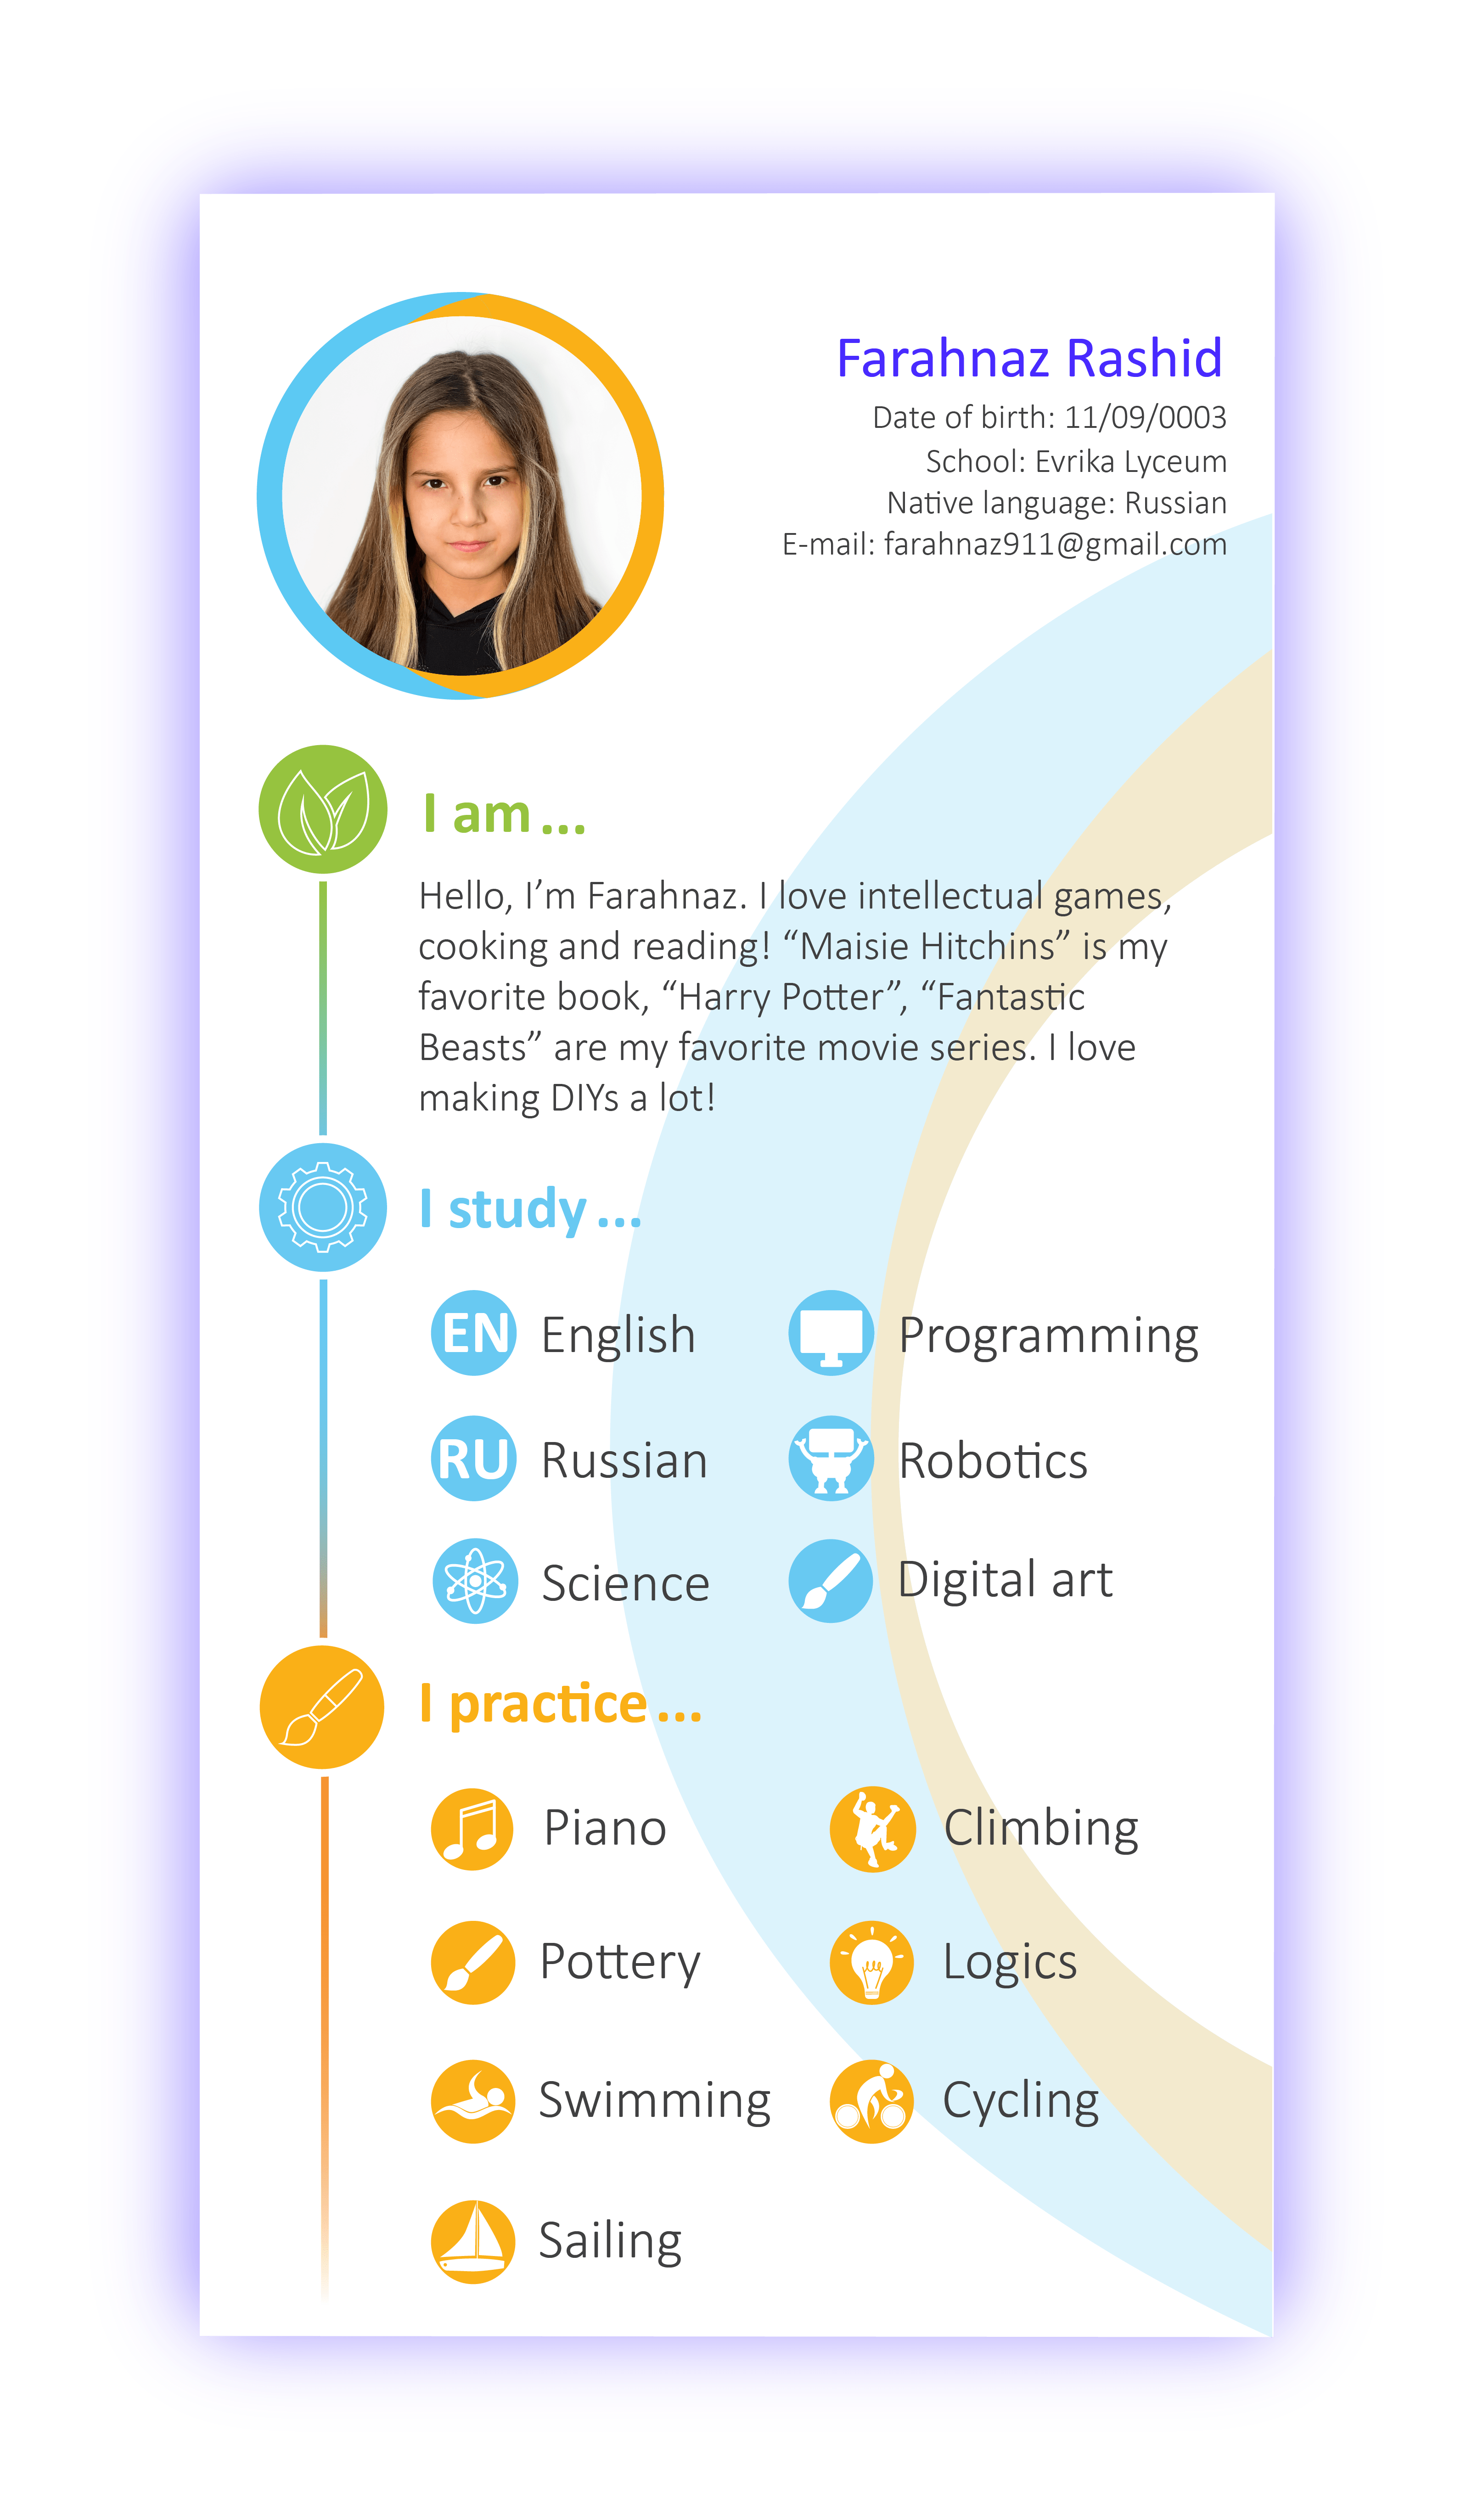 Farahnaz Rashid
Date of birth: 11/09/0003
School: Evrika Lyceum
Native language: Russian
E-mail: farahnaz911@gmail.com
I am ...
Hello, I’m Farahnaz. I love intellectual games,
cooking and reading! “Maisie Hitchins” is my
favorite book, “Harry Potter”, “Fantastic
Beasts” are my favorite movie series. I love
making DIYs a lot!
I study ...
EN English
Programming
RU Russian
Robotics
Science
Digital art
I practice ...
Piano
Climbing
Pottery
Logics
Swimming
Cycling
Sailing